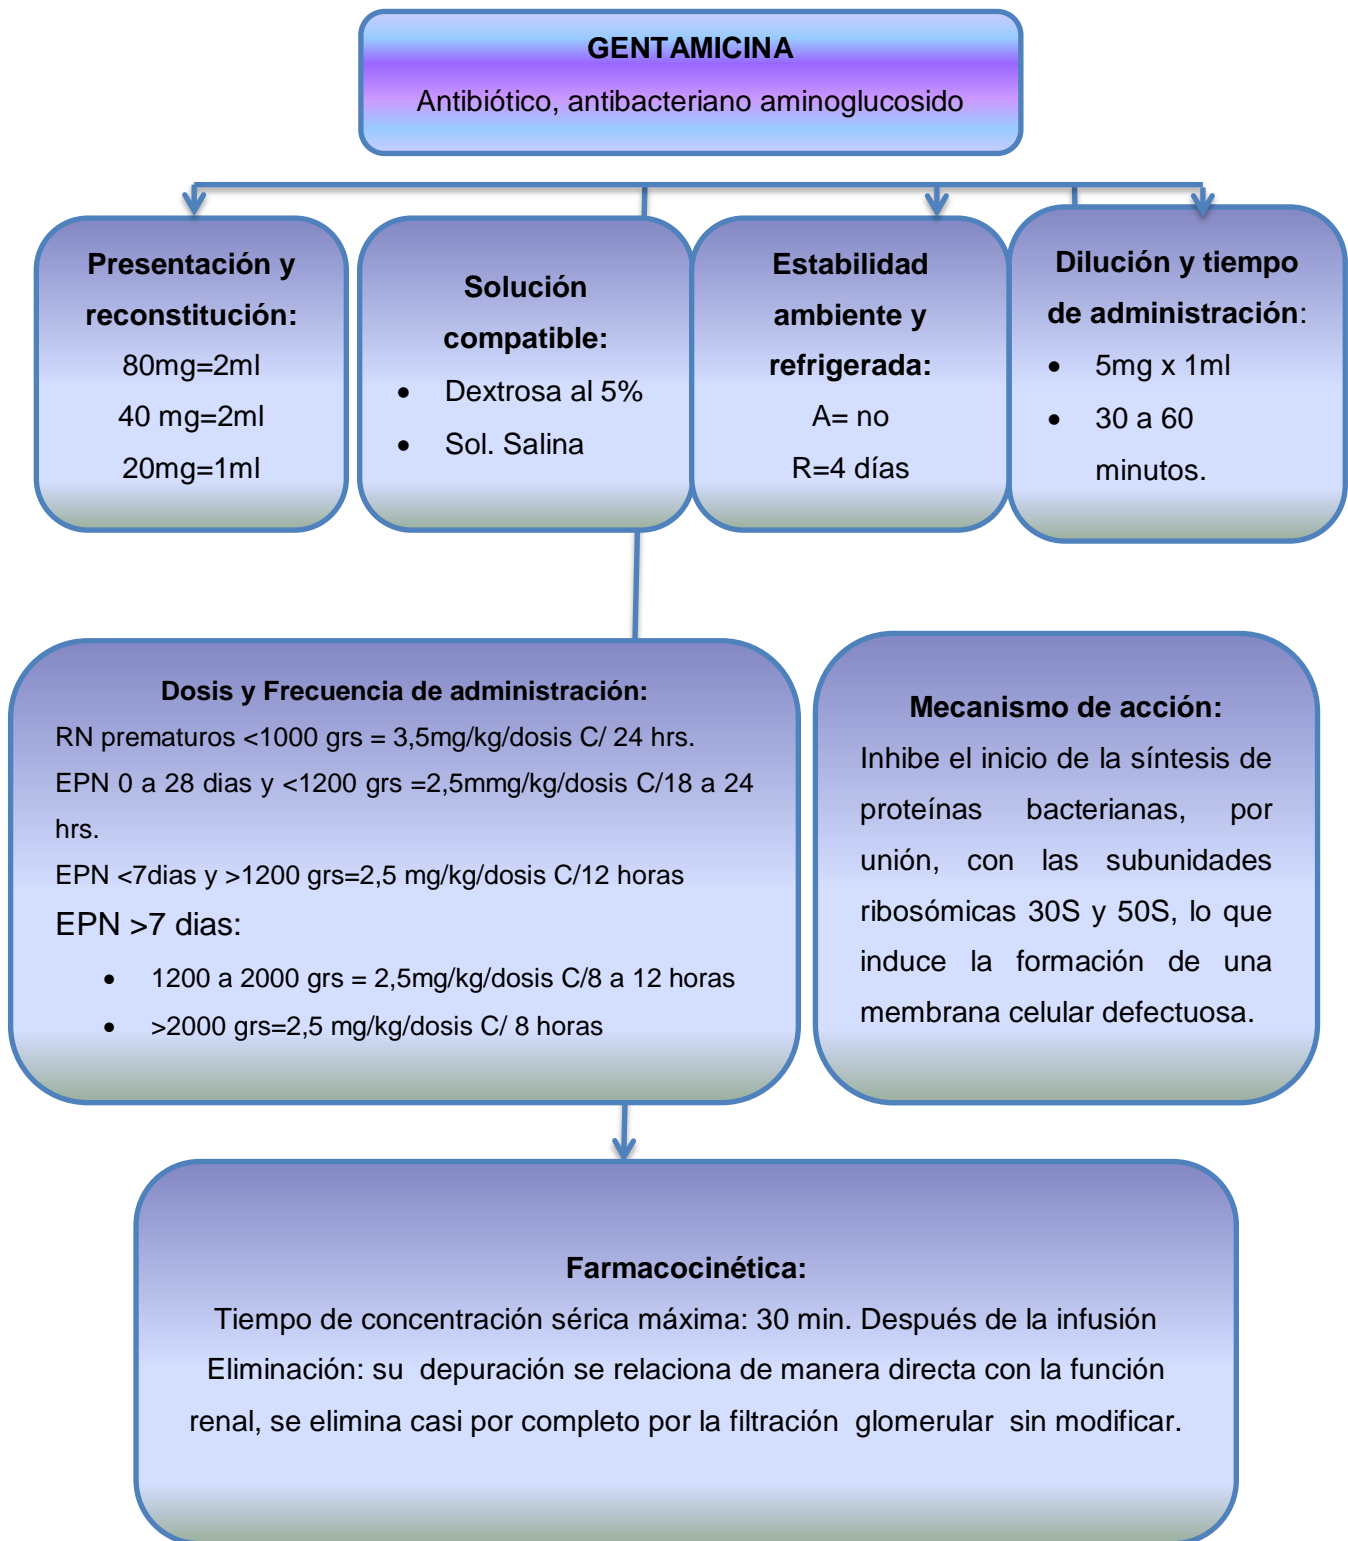 GENTAMICINA
Antibiótico, antibacteriano aminoglucosido
Presentación y
reconstitución:
80mg=2ml
40 mg=2ml
20mg=1ml
Solución
compatible:
• Dextrosa al 5%
• Sol. Salina
Estabilidad
ambiente y
refrigerada:
A= no
R=4 días
Dilución y tiempo
de administración:
• 5mg x 1ml
• 30 a 60
minutos.
Dosis y Frecuencia de administración:
RN prematuros <1000 grs = 3,5mg/kg/dosis C/ 24 hrs.
EPN 0 a 28 dias y <1200 grs =2,5mmg/kg/dosis C/18 a 24
hrs.
EPN <7dias y >1200 grs=2,5 mg/kg/dosis C/12 horas
EPN >7 dias:
• 1200 a 2000 grs = 2,5mg/kg/dosis C/8 a 12 horas
• >2000 grs=2,5 mg/kg/dosis C/ 8 horas
Mecanismo de acción:
Inhibe el inicio de la síntesis de
proteínas bacterianas, por
unión, con las subunidades
ribosómicas 30S y 50S, lo que
induce la formación de una
membrana celular defectuosa.
Farmacocinética:
Tiempo de concentración sérica máxima: 30 min. Después de la infusión
Eliminación: su depuración se relaciona de manera directa con la función
renal, se elimina casi por completo por la filtración glomerular sin modificar.